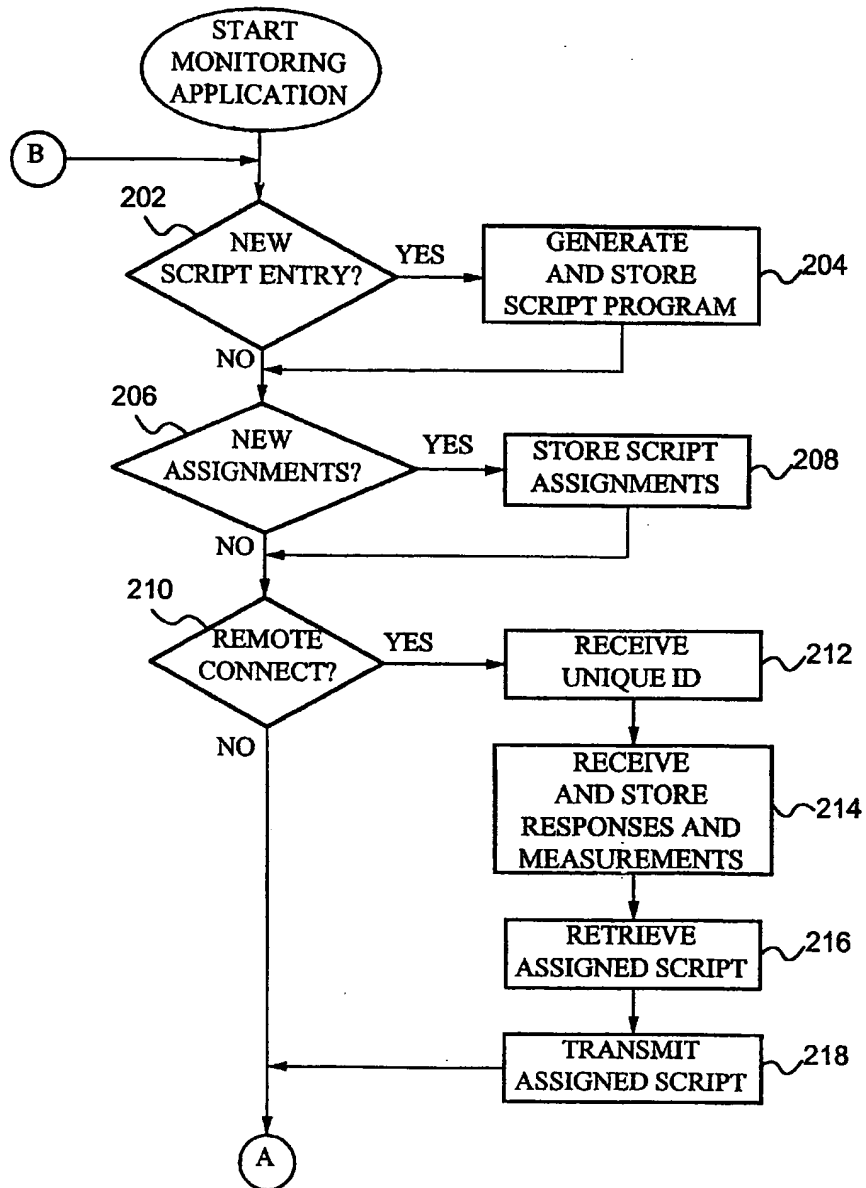 START
MONITORING
APPLICATION
B
202
NEW
SCRIPT ENTRY?
YES
GENERATE
AND STORE
SCRIPT PROGRAM
204
NO
206
NEW
ASSIGNMENTS?
YES
STORE SCRIPT
ASSIGNMENTS
208
NO
210
REMOTE
CONNECT?
YES
RECEIVE
UNIQUE ID
212
NO
RECEIVE
AND STORE
RESPONSES AND
MEASUREMENTS
214
RETRIEVE
ASSIGNED SCRIPT
216
TRANSMIT
ASSIGNED SCRIPT
218
A